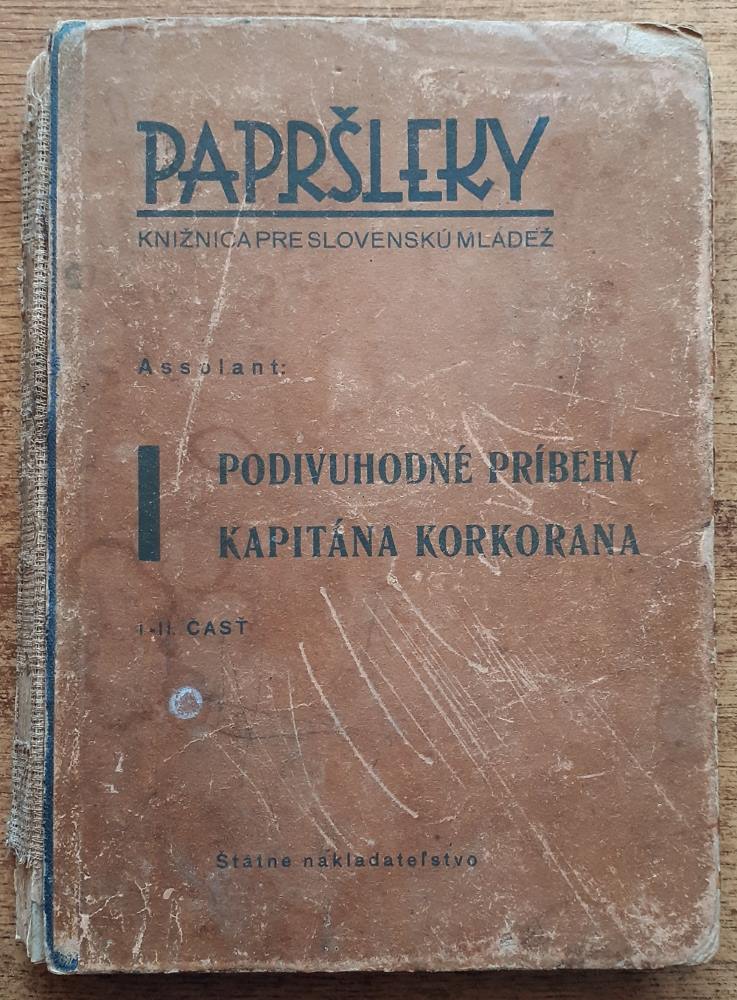 PAPRŠLEKY
KNIŽNICA PRE SLOVENSKÚ MLÁDEŽ
Assolant:
PODIVUHODNÉ PRÍBEHY
KAPITÁNA KORKORANA
I.-II. ČASŤ
Štátne nakladateľstvo